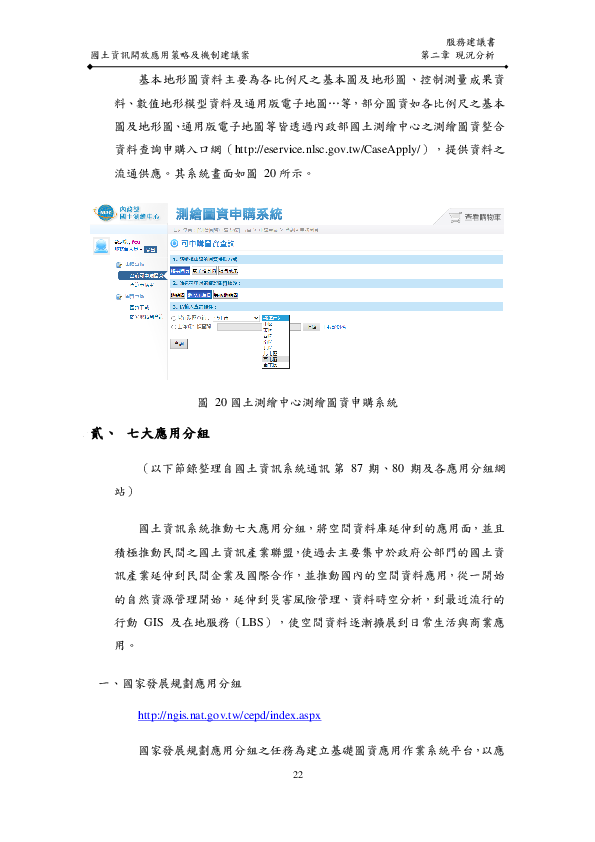 服務建議書
國土資訊開放應用策略及機制建議案 第二章 現況分析
基本地形圖資料主要為各比例尺之基本圖及地形圖、控制測量成果資
料、數值地形模型資料及通用版電子地圖…等，部分圖資如各比例尺之基本
圖及地形圖、通用版電子地圖等皆透過內政部國土測繪中心之測繪圖資整合
資料查詢申購入口網（http://eservice.nlsc.gov.tw/CaseApply/），提供資料之
流通供應。其系統畫面如圖 20 所示。
內政部
國土測繪中心
測繪圖資申購系統
查看購物車
可申購圖資查詢
圖 20 國土測繪中心測繪圖資申購系統
貳、 七大應用分組
（以下節錄整理自國土資訊系統通訊 第 87 期、80 期及各應用分組網
站）
國土資訊系統推動七大應用分組，將空間資料庫延伸到的應用面，並且
積極推動民間之國土資訊產業聯盟，使過去主要集中於政府公部門的國土資
訊產業延伸到民間企業及國際合作，並推動國內的空間資料應用，從一開始
的自然資源管理開始，延伸到災害風險管理、資料時空分析，到最近流行的
行動 GIS 及在地服務（LBS），使空間資料逐漸擴展到日常生活與商業應
用。
一、國家發展規劃應用分組
http://ngis.nat.gov.tw/cepd/index.aspx
國家發展規劃應用分組之任務為建立基礎圖資應用作業系統平台，以應
22